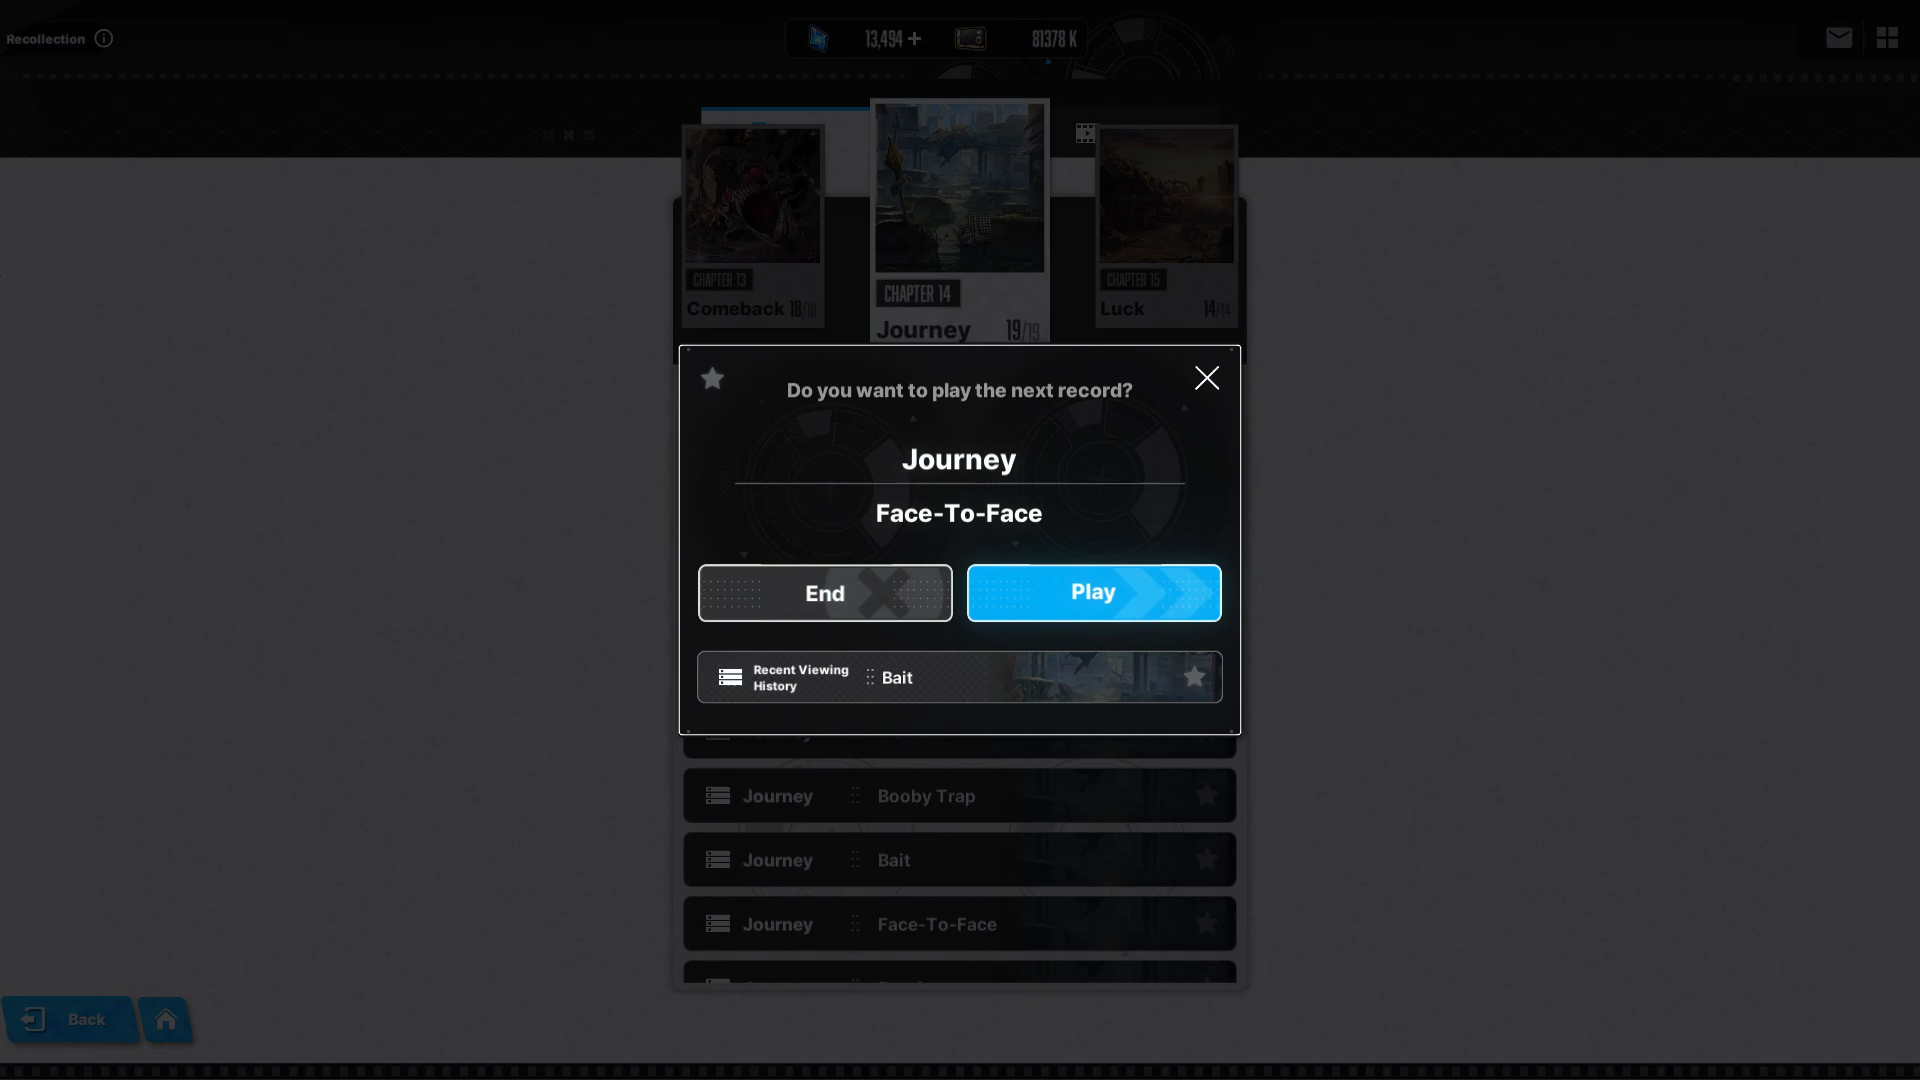 Recollection
13,494
81378 K
CHAPTER 13
Comeback 18/18
CHAPTER 14
Journey 19/19
CHAPTER 15
Luck 14/14
Do you want to play the next record?
Journey
Face-To-Face
End
Play
Recent Viewing
History
Bait
Journey
Booby Trap
Journey
Bait
Journey
Face-To-Face
Back